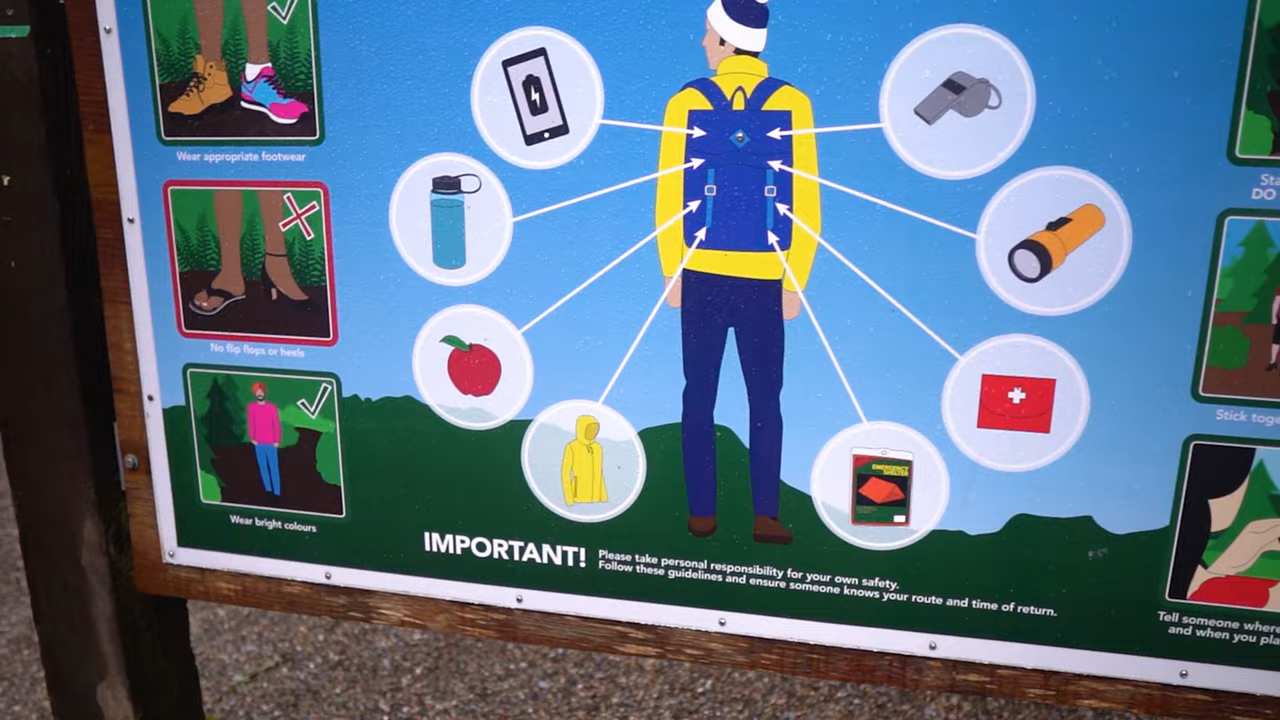 Wear appropriate footwear
No flip flops or heels
Wear bright colours
EMERGENCY
SHELTER
IMPORTANT!
Please take personal responsibility for your own safety.
Follow these guidelines and ensure someone knows your route and time of return.
DO
Stick
Tell someone where
and when you